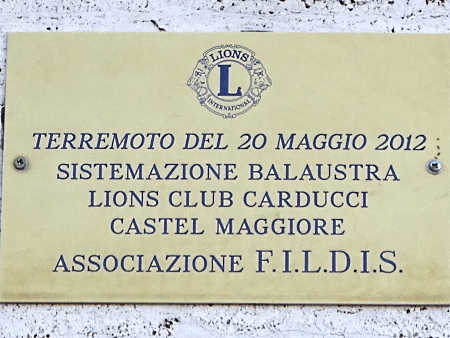 LIONS
L
INTERNATIONAL
TERREMOTO DEL 20 MAGGIO 2012
SISTEMAZIONE BALAUSTRA
LIONS CLUB CARDUCCI
CASTEL MAGGIORE
ASSOCIAZIONE F.I.L.D.I.S.